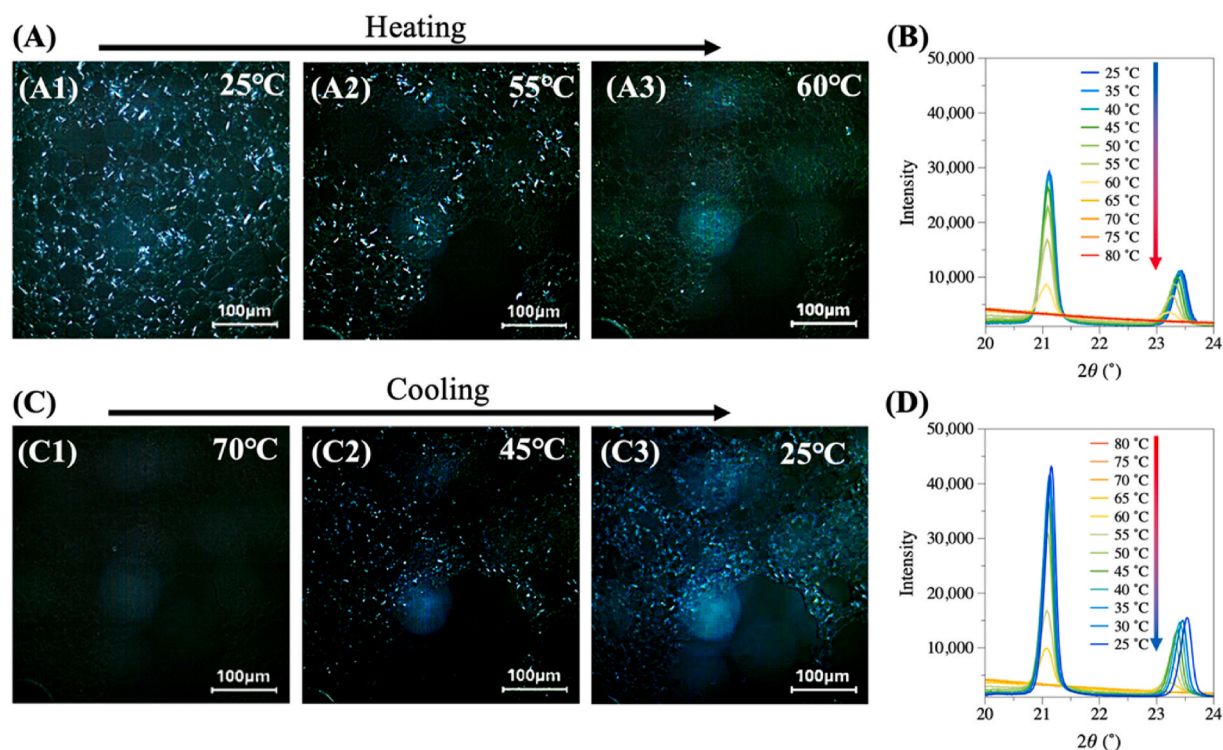 (A)
Heating
(A1)
25°C
100µm
(A2)
55°C
100µm
(A3)
60°C
100µm
(B)
50,000
40,000
30,000
20,000
10,000
Intensity
25 °C
35 °C
40 °C
45 °C
50 °C
55 °C
60 °C
65 °C
70 °C
75 °C
80 °C
20 21 22 23 24
2θ (°)
(C)
Cooling
(C1)
70°C
100µm
(C2)
45°C
100µm
(C3)
25°C
100µm
(D)
50,000
40,000
30,000
20,000
10,000
Intensity
80 °C
75 °C
70 °C
65 °C
60 °C
55 °C
50 °C
45 °C
40 °C
35 °C
30 °C
25 °C
20 21 22 23 24
2θ (°)